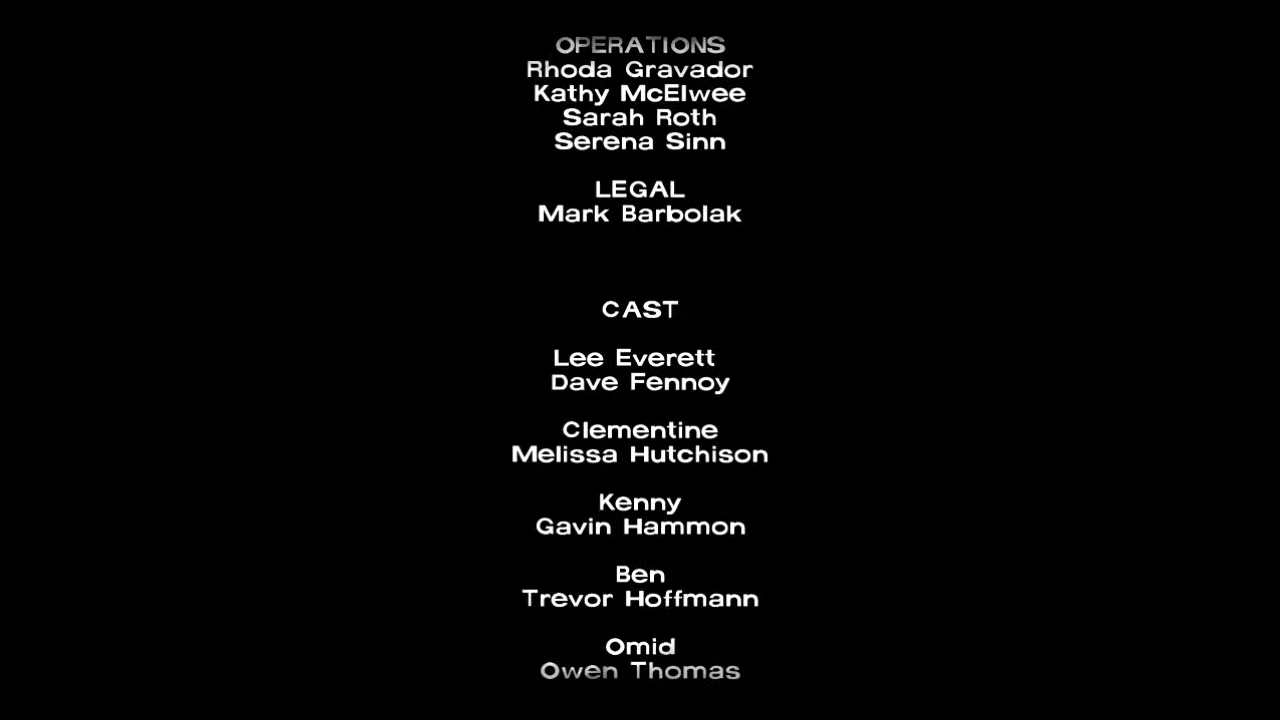 OPERATIONS
Rhoda Gravador
Kathy McElwee
Sarah Roth
Serena Sinn
LEGAL
Mark Barbolak
CAST
Lee Everett
Dave Fennoy
Clementine
Melissa Hutchison
Kenny
Gavin Hammon
Ben
Trevor Hoffmann
Omid
Owen Thomas